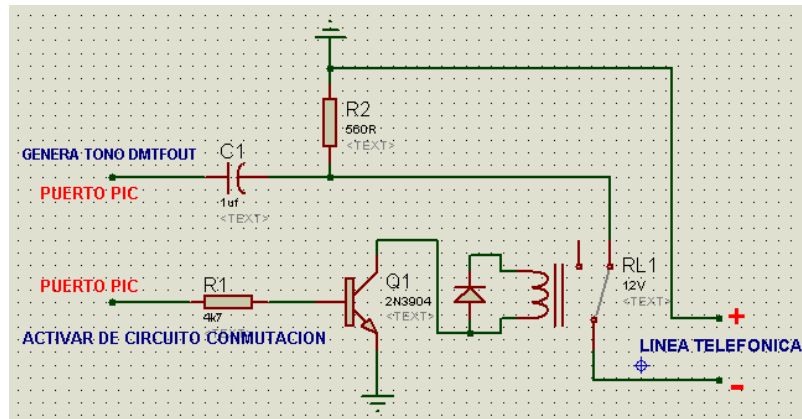 R2
560R
<TEXT>
GENERA TONO DMTFOUT
C1
PUERTO PIC
1uf
<TEXT>
PUERTO PIC
R1
4k7
<TEXT>
Q1
2N3904
<TEXT>
RL1
12V
<TEXT>
+
ACTIVAR DE CIRCUITO CONMUTACION
LINEA TELEFONICA
-